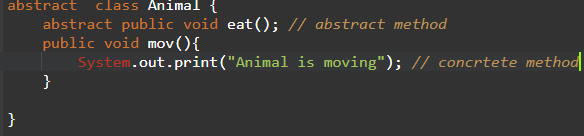 abstract  class Animal {
    abstract public void eat(); // abstract method
    public void mov(){
        System.out.print("Animal is moving"); // concrtete method
    }
}